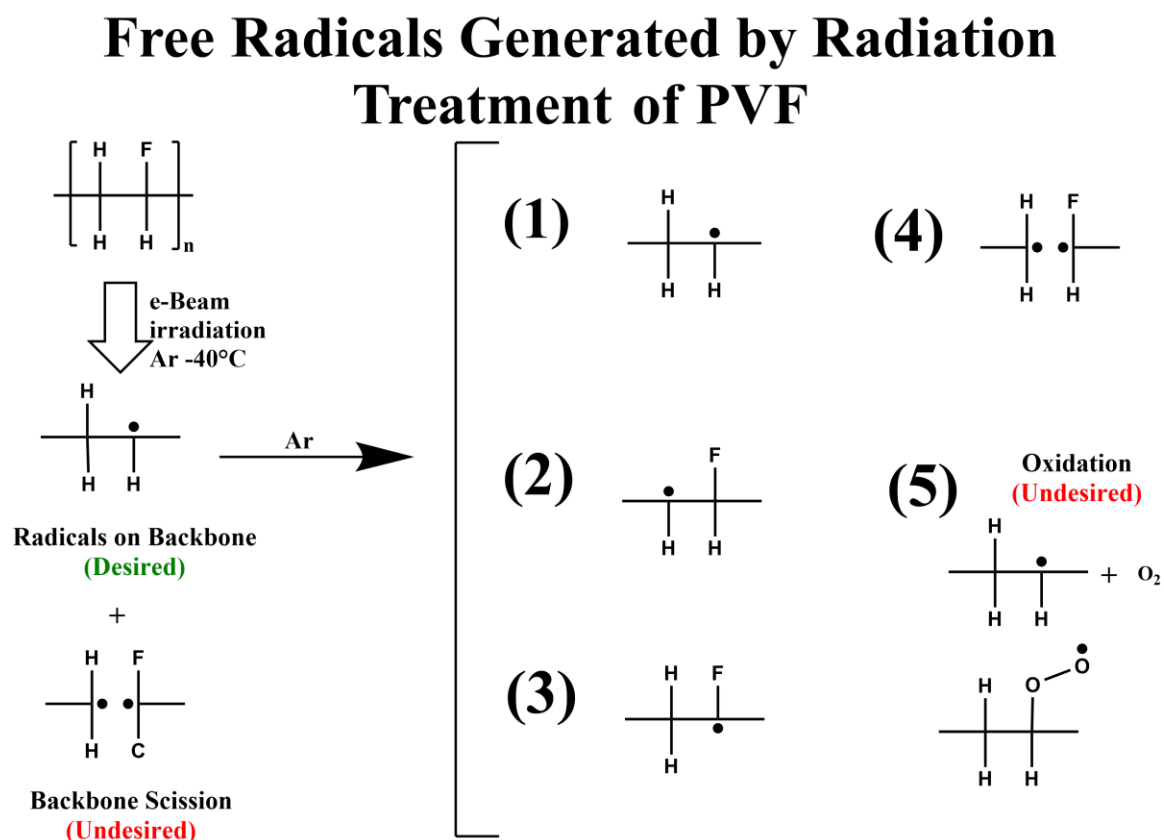 Free Radicals Generated by Radiation
Treatment of PVF
H F
H H n
e-Beam
irradiation
Ar -40°C
H
H H
Radicals on Backbone
(Desired)
+
H F
H C
Backbone Scission
(Undesired)
Ar
(1)
H
H H
(2)
F
H H
(3)
H F
H
(4)
H F
H H
(5)
Oxidation
(Undesired)
H
H H
+ O₂
O
H O
H H